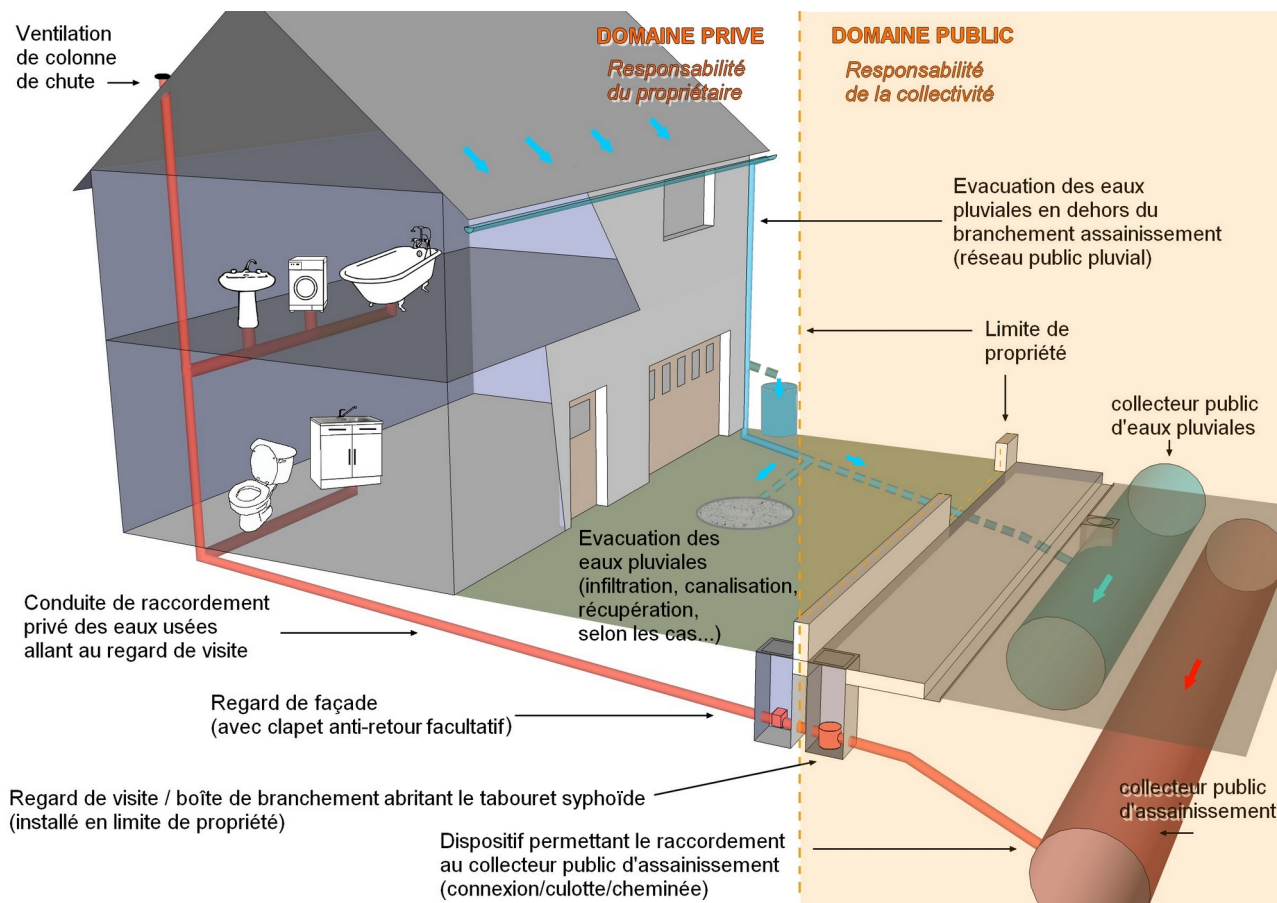 Ventilation
de colonne
de chute
DOMAINE PRIVE
Responsabilité
du propriétaire
DOMAINE PUBLIC
Responsabilité
de la collectivité
Evacuation des eaux
pluviales en dehors du
branchement assainissement
(réseau public pluvial)
Limite de
propriété
collecteur public
d'eaux pluviales
Evacuation des
eaux pluviales
(infiltration, canalisation,
récupération,
selon les cas...)
Conduite de raccordement
privé des eaux usées
allant au regard de visite
Regard de façade
(avec clapet anti-retour facultatif)
Regard de visite / boîte de branchement abritant le tabouret syphoïde
(installé en limite de propriété)
collecteur public
d'assainissement
Dispositif permettant le raccordement
au collecteur public d'assainissement
(connexion/culotte/cheminée)